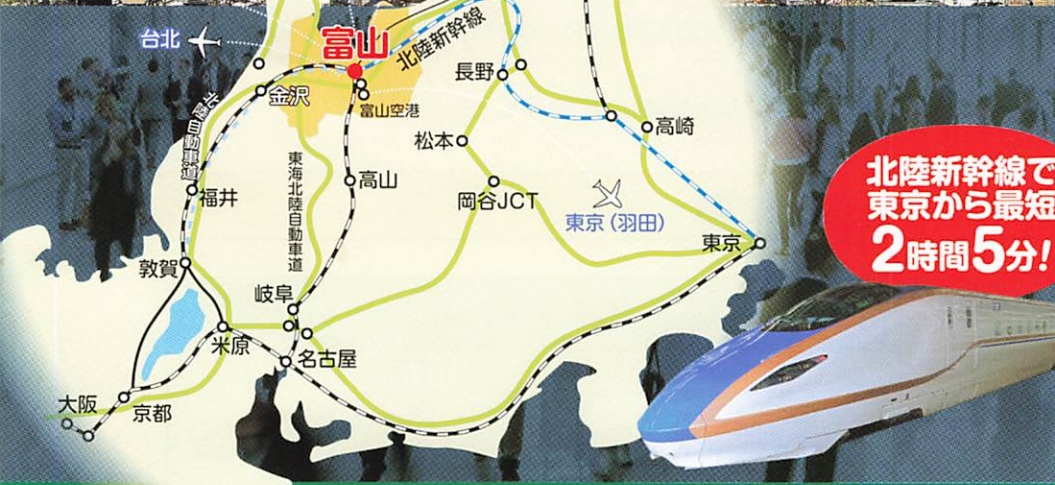 台北
富山
北陸新幹線
長野
金沢
富山空港
北陸自動車道
高崎
松本
東海北陸自動車道
高山
福井
岡谷JCT
東京(羽田)
東京
敦賀
岐阜
米原
名古屋
大阪
京都
北陸新幹線で
東京から最短
2時間5分!